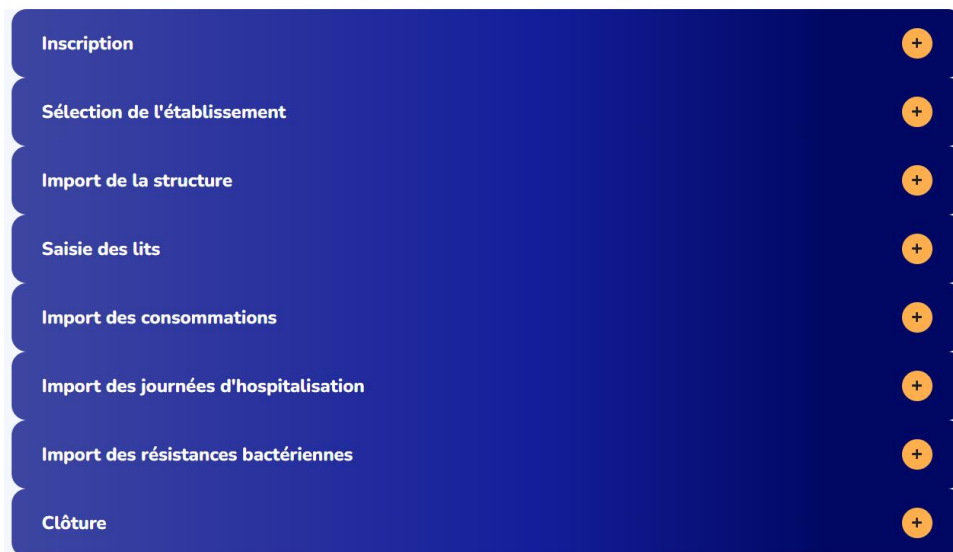 Inscription
+
Sélection de l'établissement
+
Import de la structure
+
Saisie des lits
+
Import des consommations
+
Import des journées d'hospitalisation
+
Import des résistances bactériennes
+
Clôture
+